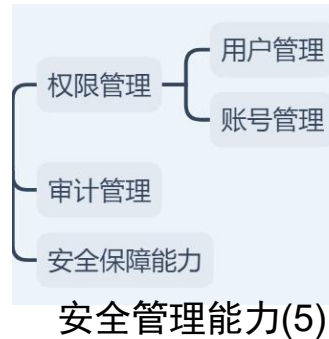 用户管理
权限管理
账号管理
审计管理
安全保障能力
安全管理能力(5)